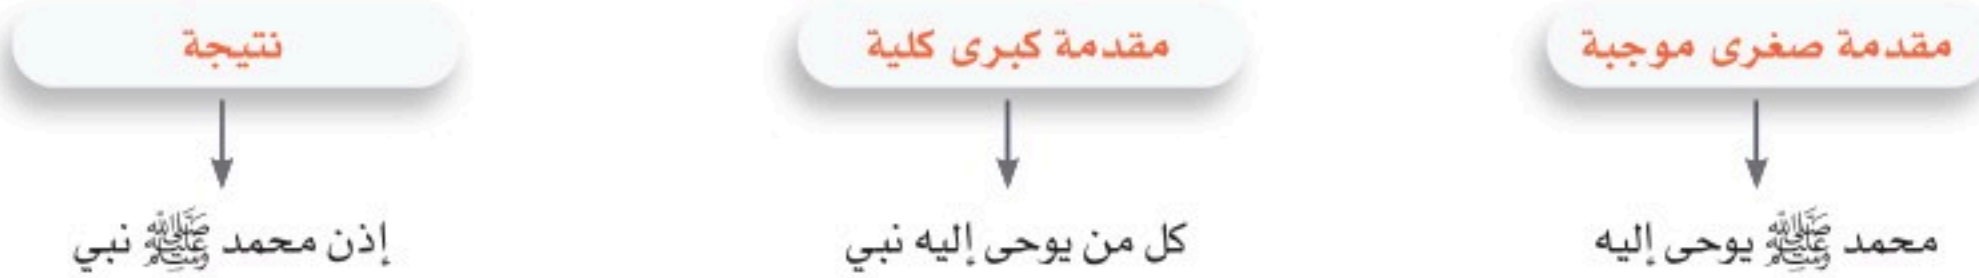 مقدمة صغرى موجبة
مقدمة كبرى كلية
نتيجة
محمد ﷺ يوحى إليه
كل من يوحى إليه نبي
إذن محمد ﷺ نبي